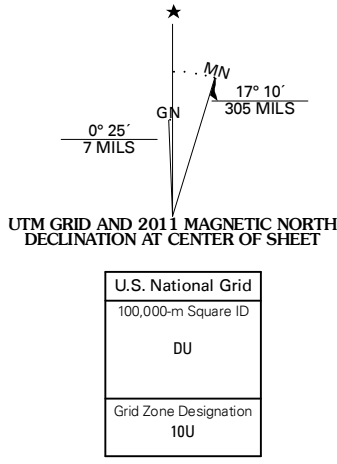 MN
GN
17° 10´
305 MILS
0° 25´
7 MILS
UTM GRID AND 2011 MAGNETIC NORTH
DECLINATION AT CENTER OF SHEET
U.S. National Grid
100,000-m Square ID
DU
Grid Zone Designation
10U